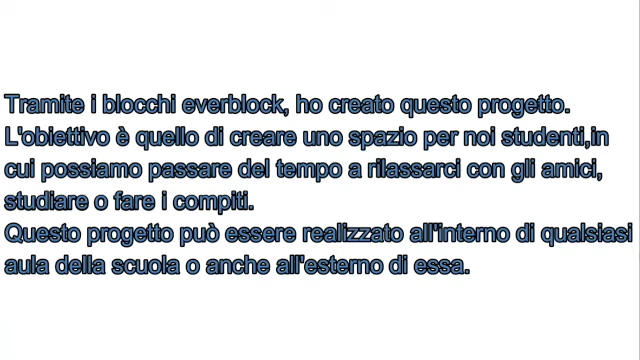 Tramite i blocchi everblock, ho creato questo progetto.
L'obiettivo è quello di creare uno spazio per noi studenti,in
cui possiamo passare del tempo a rilassarci con gli amici,
studiare o fare i compiti.
Questo progetto può essere realizzato all'interno di qualsiasi
aula della scuola o anche all'esterno di essa.